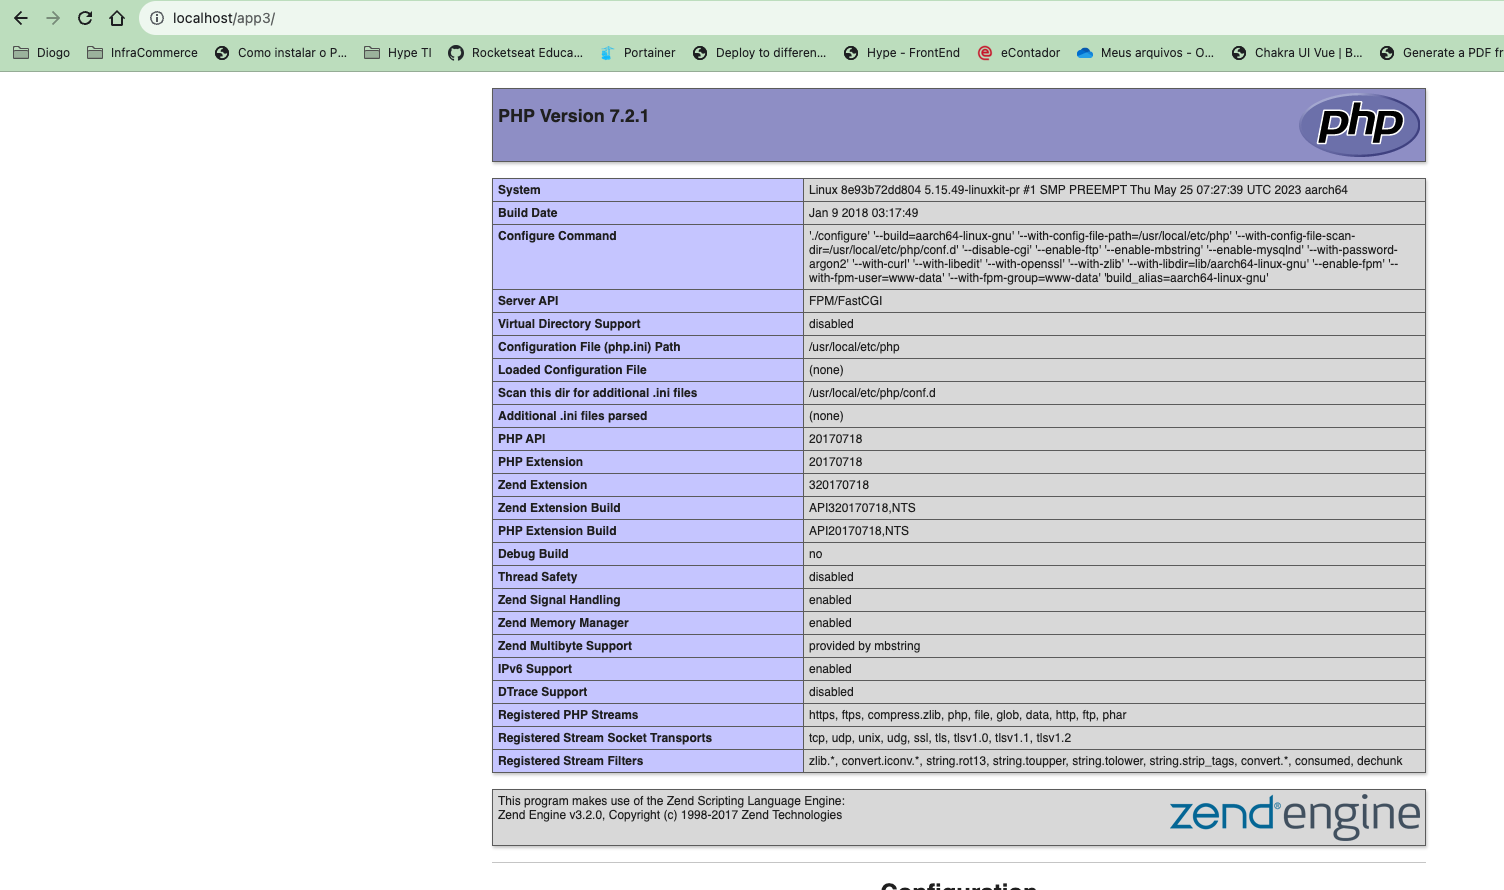 localhost/app3/
Diogo InfraCommerce Como instalar o P... Hype TI Rocketseat Educa... Portainer Deploy to differen... Hype - FrontEnd eContador Meus arquivos - O... Chakra UI Vue | B... Generate a PDF fr
PHP Version 7.2.1
php
System Linux 8e93b72dd804 5.15.49-linuxkit-pr #1 SMP PREEMPT Thu May 25 07:27:39 UTC 2023 aarch64
Build Date Jan 9 2018 03:17:49
Configure Command './configure' '--build=aarch64-linux-gnu' '--with-config-file-path=/usr/local/etc/php' '--with-config-file-scan-
dir=/usr/local/etc/php/conf.d' '--disable-cgi' '--enable-ftp' '--enable-mbstring' '--enable-mysqlnd' '--with-password-
argon2' '--with-curl' '--with-libedit' '--with-openssl' '--with-zlib' '--with-libdir=lib/aarch64-linux-gnu' '--enable-fpm' '--
with-fpm-user=www-data' '--with-fpm-group=www-data' 'build_alias=aarch64-linux-gnu'
Server API FPM/FastCGI
Virtual Directory Support disabled
Configuration File (php.ini) Path /usr/local/etc/php
Loaded Configuration File (none)
Scan this dir for additional .ini files /usr/local/etc/php/conf.d
Additional .ini files parsed (none)
PHP API 20170718
PHP Extension 20170718
Zend Extension 320170718
Zend Extension Build API320170718,NTS
PHP Extension Build API20170718,NTS
Debug Build no
Thread Safety disabled
Zend Signal Handling enabled
Zend Memory Manager enabled
Zend Multibyte Support provided by mbstring
IPv6 Support enabled
DTrace Support disabled
Registered PHP Streams https, ftps, compress.zlib, php, file, glob, data, http, ftp, phar
Registered Stream Socket Transports tcp, udp, unix, udg, ssl, tls, tlsv1.0, tlsv1.1, tlsv1.2
Registered Stream Filters zlib.*, convert.iconv.*, string.rot13, string.toupper, string.tolower, string.strip_tags, convert.*, consumed, dechunk
This program makes use of the Zend Scripting Language Engine:
Zend Engine v3.2.0, Copyright (c) 1998-2017 Zend Technologies
zend® engine
Configuration